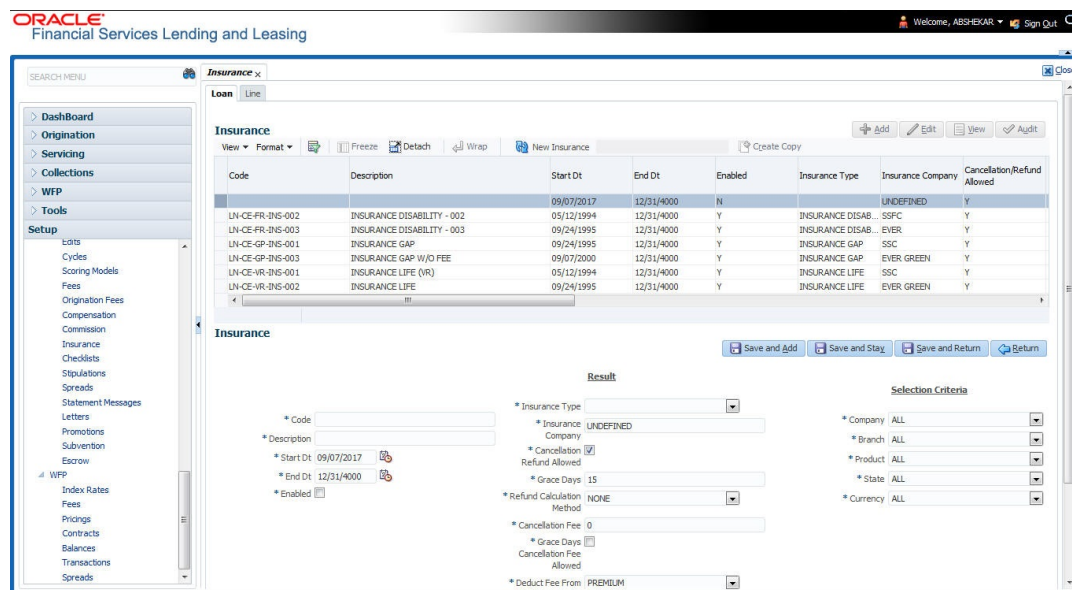 ORACLE®
Financial Services Lending and Leasing
Welcome, ABSHEKAR Sign Out
SEARCH MENU
DashBoard
Origination
Servicing
Collections
WFP
Tools
Setup
Edits
Cycles
Scoring Models
Fees
Origination Fees
Compensation
Commission
Insurance
Checklists
Stipulations
Spreads
Statement Messages
Letters
Promotions
Subvention
Escrow
WFP
Index Rates
Fees
Pricings
Contracts
Balances
Transactions
Spreads
Insurance x Close
Loan Line
Insurance Add Edit View Audit
View Format Freeze Detach Wrap New Insurance Create Copy
Code Description Start Dt End Dt Enabled Insurance Type Insurance Company Cancellation/Refund Allowed
09/07/2017 12/31/4000 N UNDEFINED Y
LN-CE-FR-INS-002 INSURANCE DISABILITY - 002 05/12/1994 12/31/4000 Y INSURANCE DISAB... SSFC Y
LN-CE-FR-INS-003 INSURANCE DISABILITY - 003 09/24/1995 12/31/4000 Y INSURANCE DISAB... EVER Y
LN-CE-GP-INS-001 INSURANCE GAP 09/24/1995 12/31/4000 Y INSURANCE GAP SSC Y
LN-CE-GP-INS-003 INSURANCE GAP W/O FEE 09/07/2000 12/31/4000 Y INSURANCE GAP EVER GREEN Y
LN-CE-VR-INS-001 INSURANCE LIFE (VR) 05/12/1994 12/31/4000 Y INSURANCE LIFE SSC Y
LN-CE-VR-INS-002 INSURANCE LIFE 09/24/1995 12/31/4000 Y INSURANCE LIFE EVER GREEN Y
Insurance
Save and Add Save and Stay Save and Return Return
* Code
* Description
* Start Dt 09/07/2017
* End Dt 12/31/4000
* Enabled
Result
* Insurance Type
* Insurance Company UNDEFINED
* Cancellation Refund Allowed
* Grace Days 15
* Refund Calculation Method NONE
* Cancellation Fee 0
* Grace Days Cancellation Fee Allowed
* Deduct Fee From PREMIUM
Selection Criteria
* Company ALL
* Branch ALL
* Product ALL
* State ALL
* Currency ALL